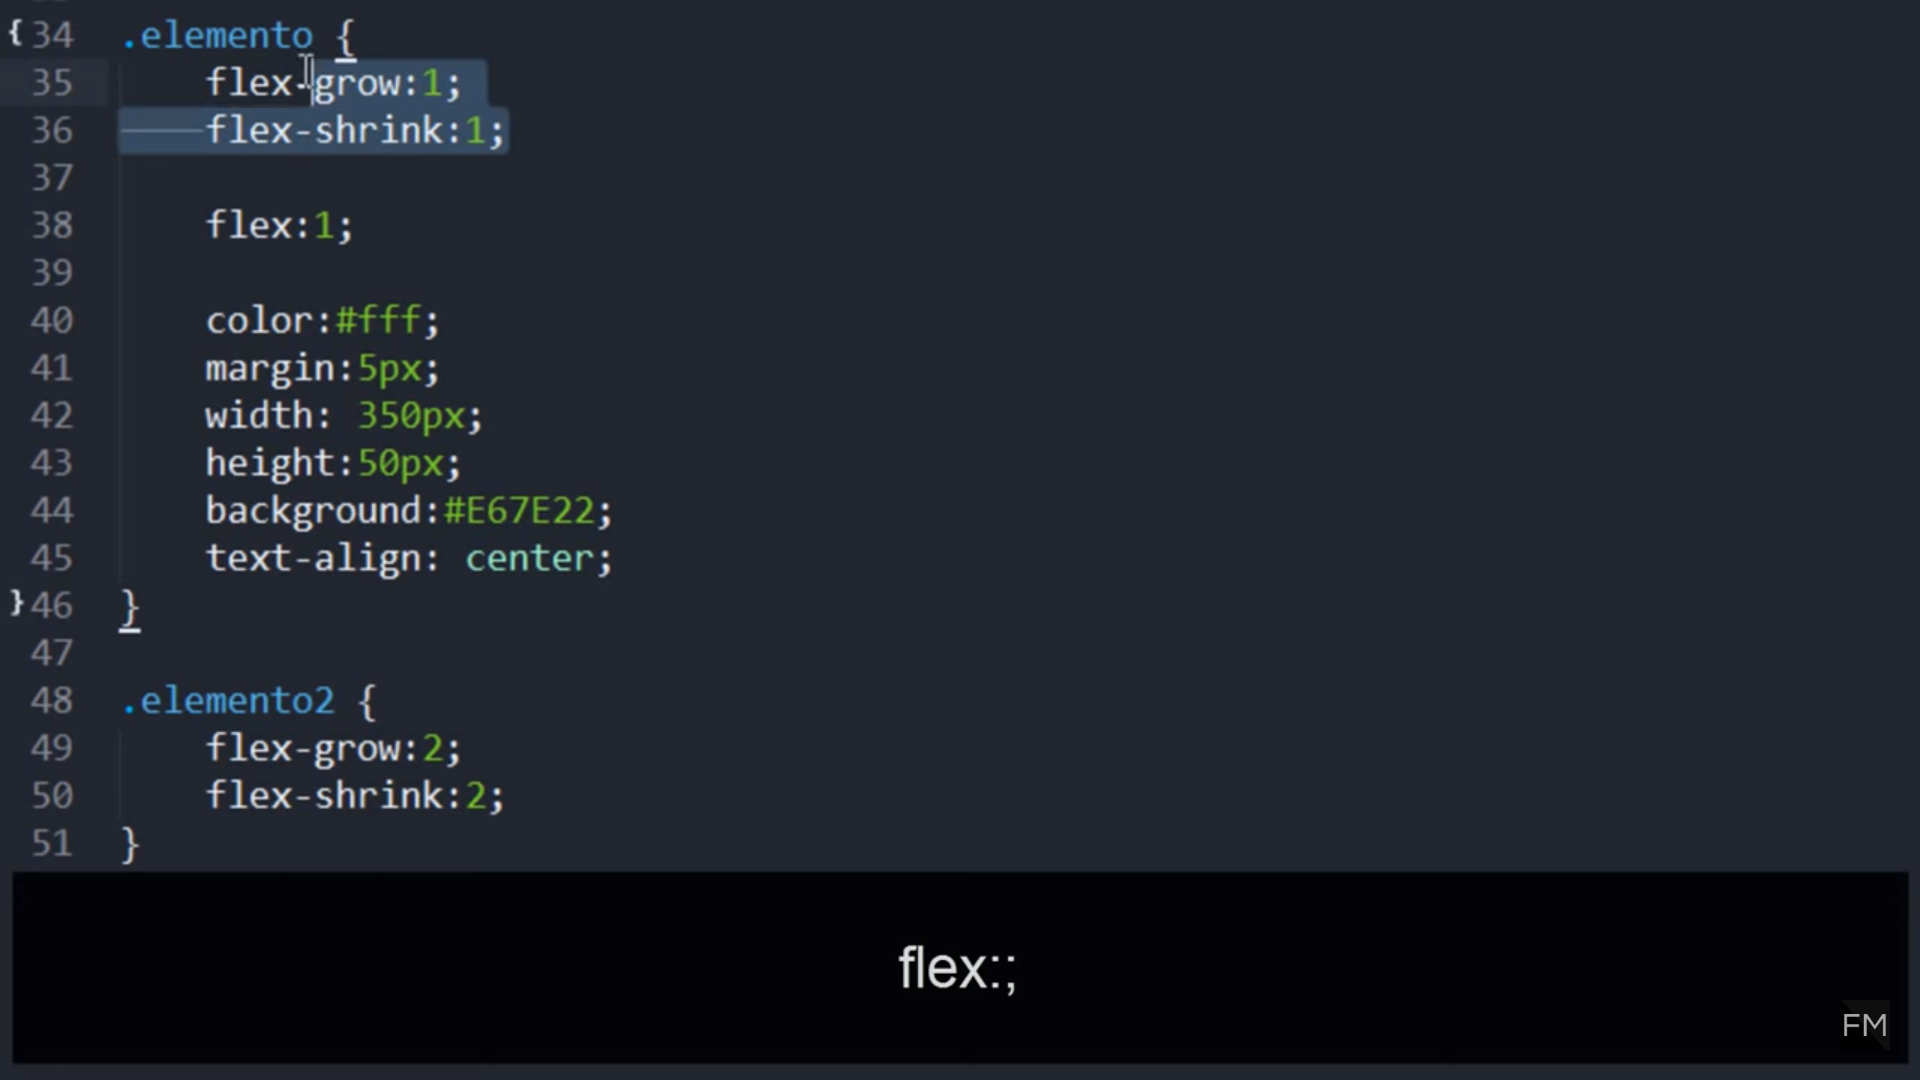 { 34 .elemento {
35 flex-grow:1;
36 flex-shrink:1;
37
38 flex:1;
39
40 color:#fff;
41 margin:5px;
42 width: 350px;
43 height:50px;
44 background:#E67E22;
45 text-align: center;
} 46 }
47
48 .elemento2 {
49 flex-grow:2;
50 flex-shrink:2;
51 }
flex:;
FM